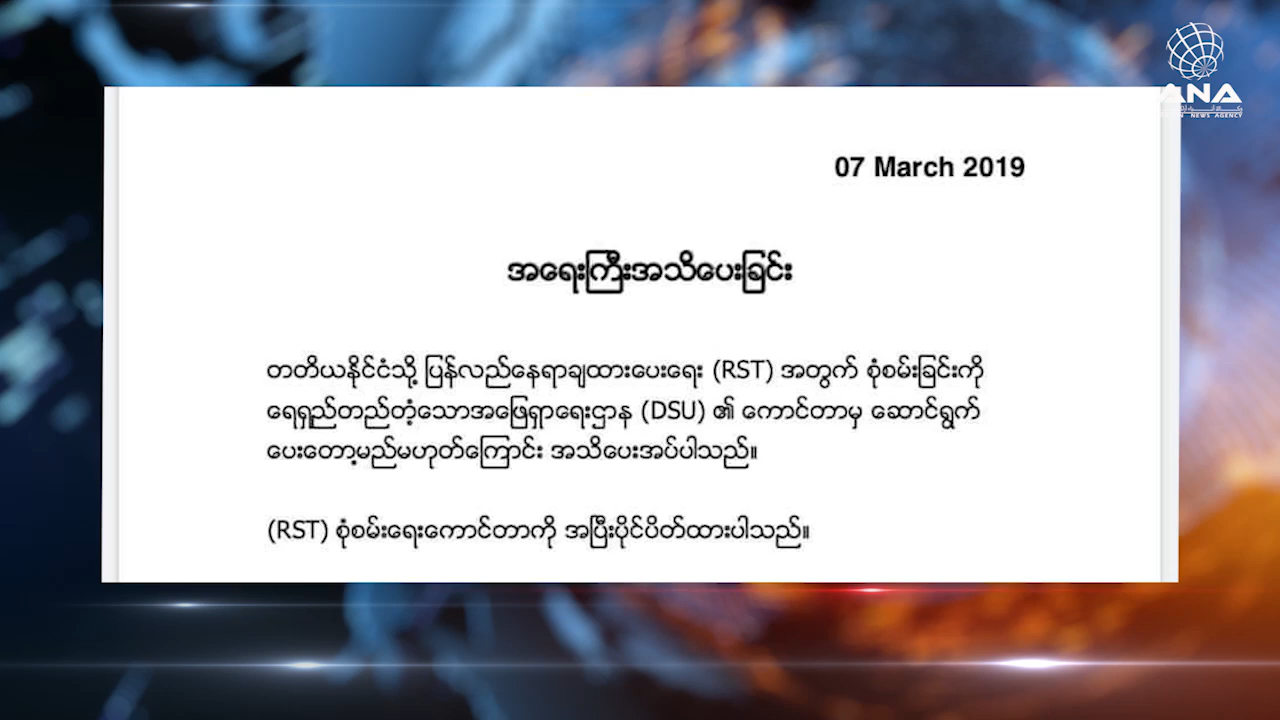 ANA
NEWS AGENCY
07 March 2019
အရေးကြီးအသိပေးခြင်း
တတိယနိုင်ငံသို့ ပြန်လည်နေရာချထားပေးရေး (RST) အတွက် စုံစမ်းခြင်းကို
ရေရှည်တည်တံ့သောအဖြေရှာရေးဌာန (DSU) ၏ ကောင်တာမှ ဆောင်ရွက်
ပေးတော့မည်မဟုတ်ကြောင်း အသိပေးအပ်ပါသည်။
(RST) စုံစမ်းရေးကောင်တာကို အပြီးပိုင်ပိတ်ထားပါသည်။